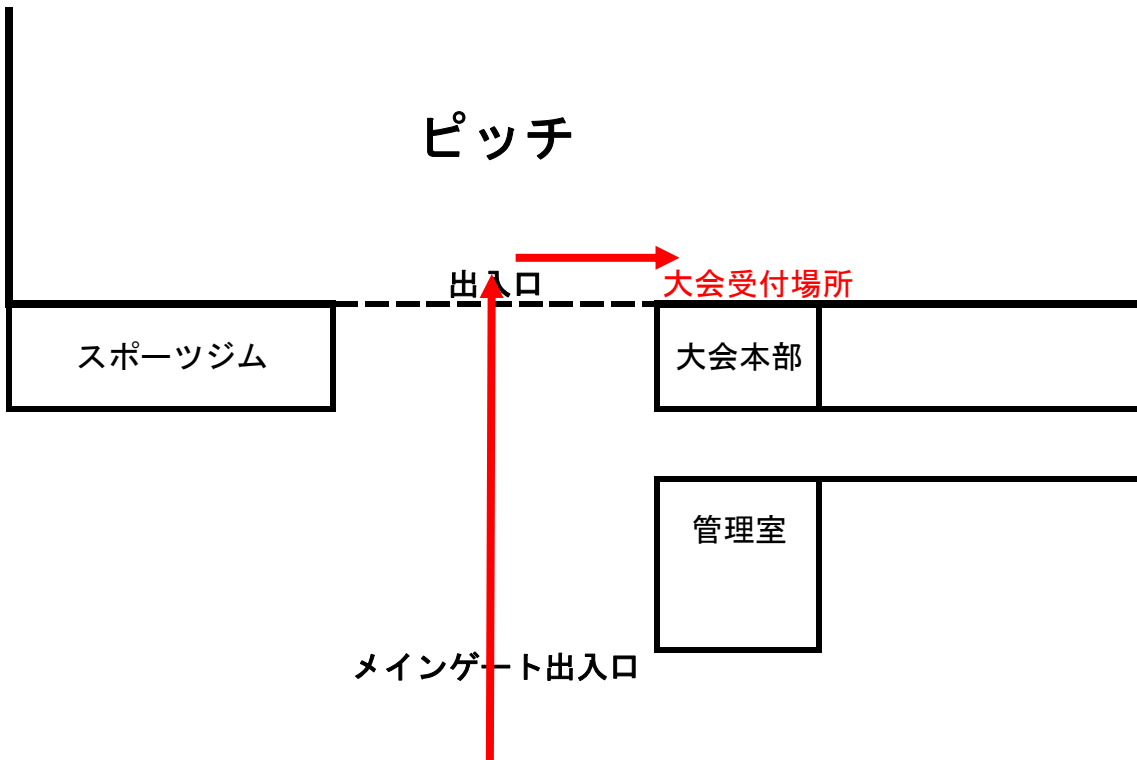 ピッチ
出入口
大会受付場所
スポーツジム
大会本部
管理室
メインゲート出入口